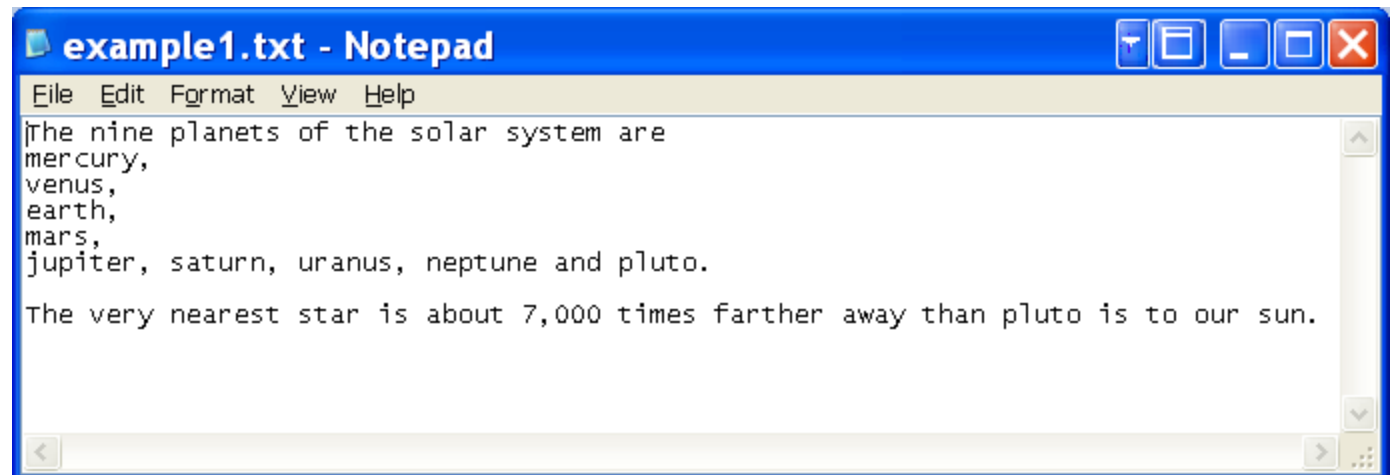 example1.txt - Notepad
File Edit Format View Help
The nine planets of the solar system are
mercury,
venus,
earth,
mars,
jupiter, saturn, uranus, neptune and pluto.
The very nearest star is about 7,000 times farther away than pluto is to our sun.